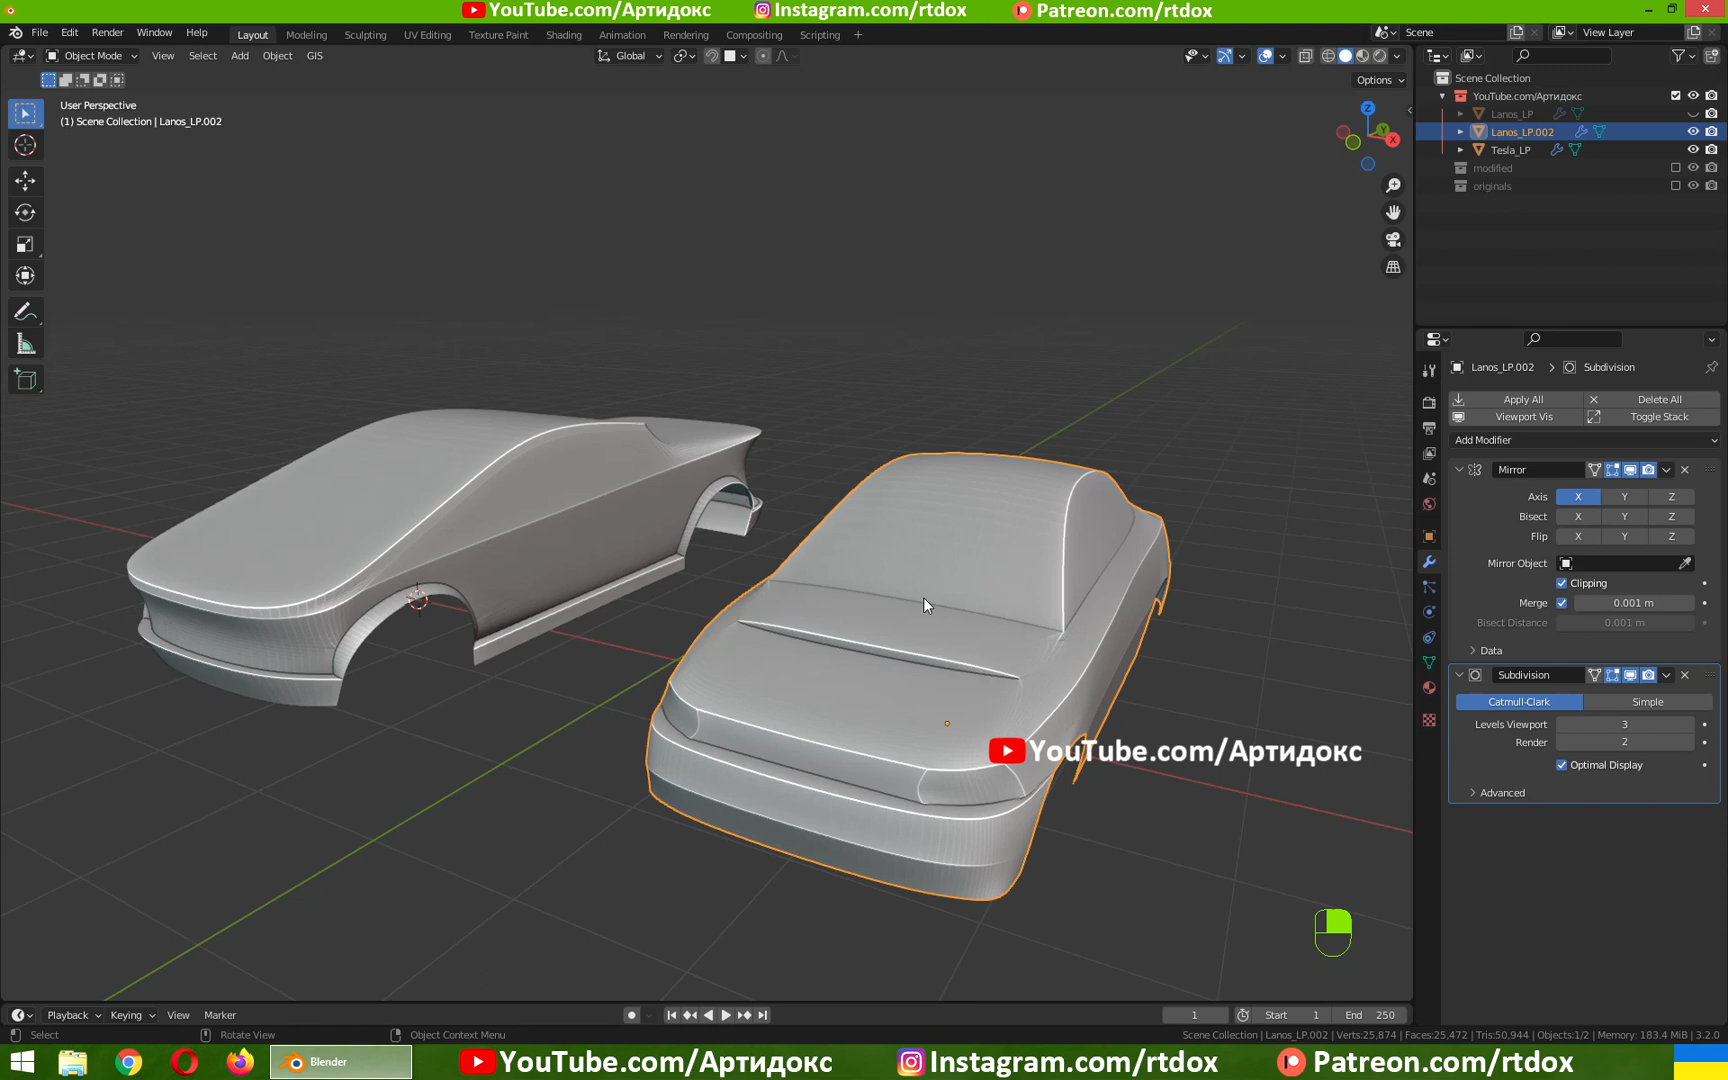 YouTube.com/Артидокс Instagram.com/rtdox Patreon.com/rtdox
File Edit Render Window Help Layout Modeling Sculpting UV Editing Texture Paint Shading Animation Rendering Compositing Scripting + Scene View Layer
Object Mode View Select Add Object GIS Global
Options
User Perspective
(1) Scene Collection | Lanos_LP.002
Z
Y
X
Scene Collection
YouTube.com/Артидокс
Lanos_LP
Lanos_LP.002
Tesla_LP
modified
originals
Lanos_LP.002 > Subdivision
Apply All Delete All
Viewport Vis Toggle Stack
Add Modifier
Mirror
Axis X Y Z
Bisect X Y Z
Flip X Y Z
Mirror Object
Clipping
Merge 0.001 m
Bisect Distance 0.001 m
Data
Subdivision
Catmull-Clark Simple
Levels Viewport 3
Render 2
Optimal Display
Advanced
YouTube.com/Артидокс
Playback Keying View Marker 1 Start 1 End 250
Select Rotate View Object Context Menu Scene Collection | Lanos_LP.002 | Verts:25,874 | Faces:25,472 | Tris:50,944 | Objects:1/2 | Memory: 183.4 MiB | 3.2.0
Blender YouTube.com/Артидокс Instagram.com/rtdox Patreon.com/rtdox